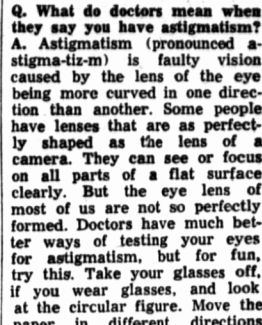 Q. What do doctors mean when
they say you have astigmatism?
A. Astigmatism (pronounced a-
stigma-tiz-m) is faulty vision
caused by the lens of the eye
being more curved in one direc-
tion than another. Some people
have lenses that are as perfect-
ly shaped as the lens of a
camera. They can see or focus
on all parts of a flat surface
clearly. But the eye lens of
most of us are not so perfectly
formed. Doctors have much bet-
ter ways of testing your eyes
for astigmatism, but for fun,
try this. Take your glasses off,
if you wear glasses, and look
at the circular figure. Move the
paper in different directions